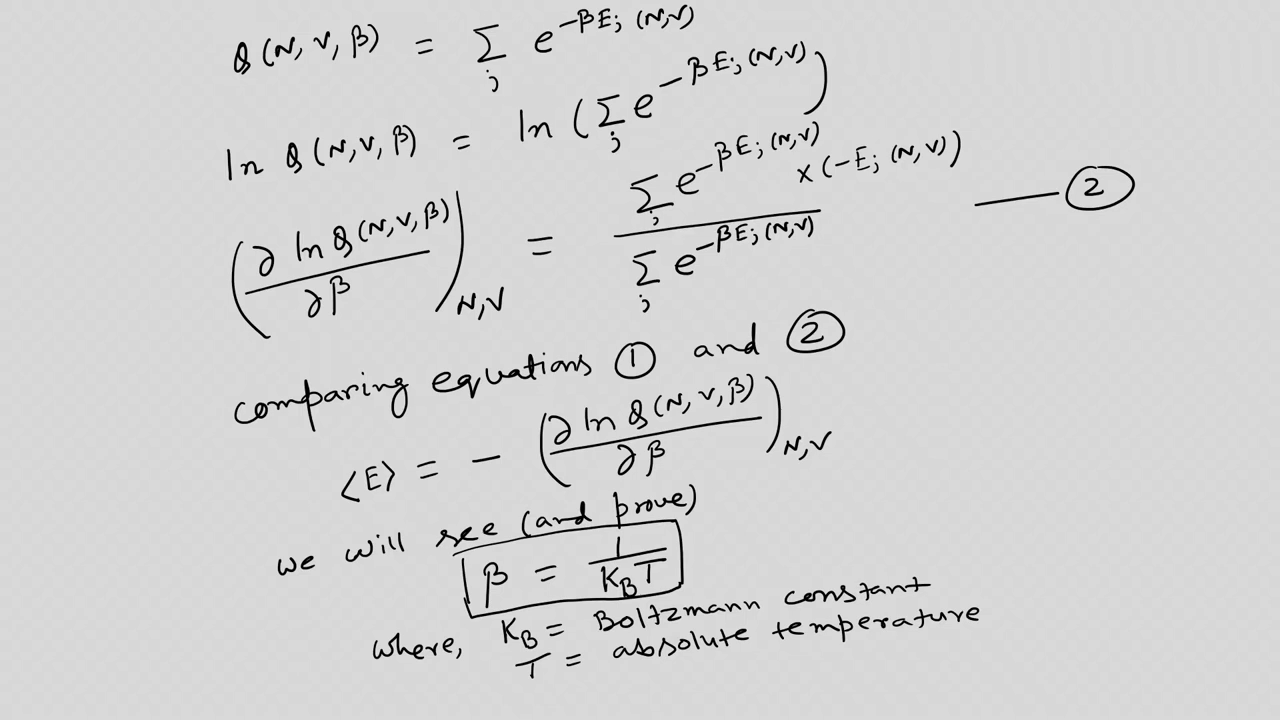 Q(N, V, β) = Σ_j e^{-βE_j(N,V)}
ln Q(N, V, β) = ln (Σ_j e^{-βE_j(N,V)})
(∂ ln Q(N, V, β) / ∂β)_{N,V} = Σ_j e^{-βE_j(N,V)} × (-E_j(N,V)) / Σ_j e^{-βE_j(N,V)} —— ②
comparing equations ① and ②
⟨E⟩ = - (∂ ln Q(N, V, β) / ∂β)_{N,V}
we will see (and prove)
β = 1 / K_B T
where, K_B = Boltzmann constant
T = absolute temperature